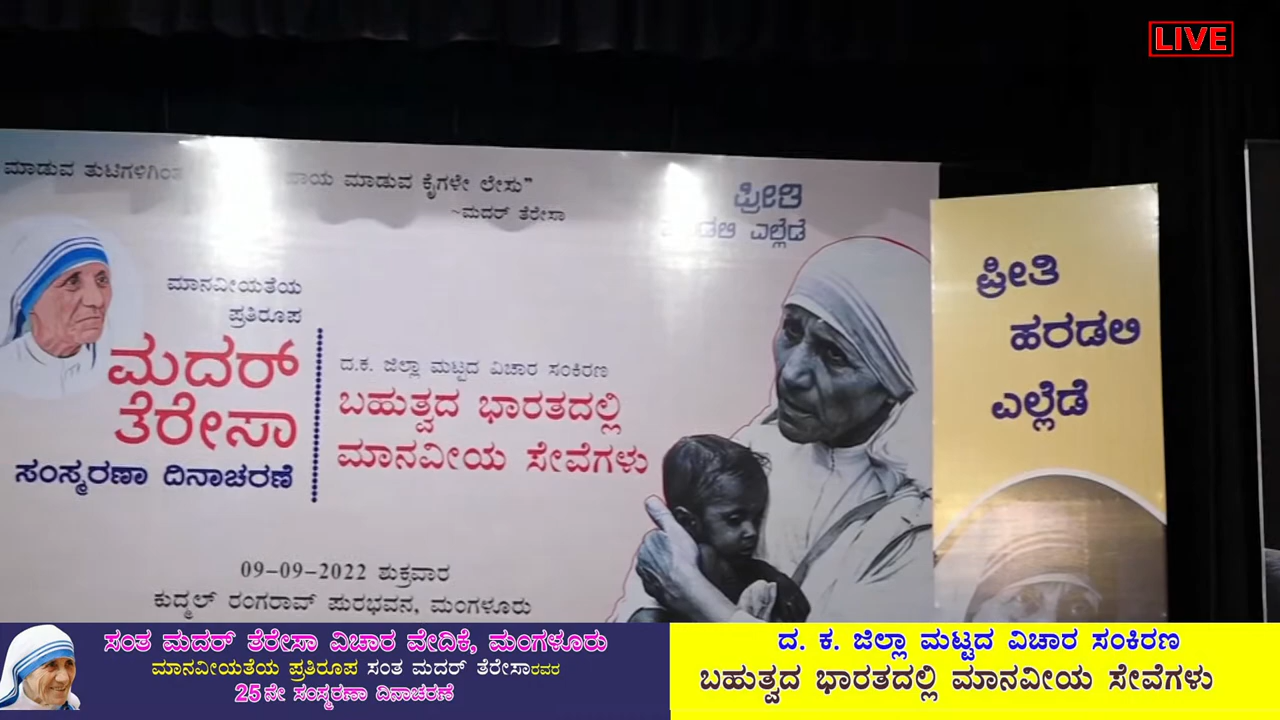 LIVE
ಮಾಡುವ ತುಟಿಗಳಿಗಿಂತ ಮಾಡುವ ಕೈಗಳೇ ಲೇಸು”
~ಮದರ್ ತೆರೇಸಾ
ಪ್ರೀತಿ
ಎಲ್ಲೆಡೆ
ಮಾನವೀಯತೆಯ
ಪ್ರತಿರೂಪ
ಮದರ್
ತೆರೇಸಾ
ಸಂಸ್ಮರಣಾ ದಿನಾಚರಣೆ
ದ.ಕ. ಜಿಲ್ಲಾ ಮಟ್ಟದ ವಿಚಾರ ಸಂಕಿರಣ
ಬಹುತ್ವದ ಭಾರತದಲ್ಲಿ
ಮಾನವೀಯ ಸೇವೆಗಳು
09-09-2022 ಶುಕ್ರವಾರ
ಕುದ್ಮಲ್ ರಂಗರಾವ್ ಪುರಭವನ, ಮಂಗಳೂರು
ಪ್ರೀತಿ
ಹರಡಲಿ
ಎಲ್ಲೆಡೆ
ಸಂತ ಮದರ್ ತೆರೇಸಾ ವಿಚಾರ ವೇದಿಕೆ, ಮಂಗಳೂರು
ಮಾನವೀಯತೆಯ ಪ್ರತಿರೂಪ ಸಂತ ಮದರ್ ತೆರೇಸಾರವರ
25ನೇ ಸಂಸ್ಮರಣಾ ದಿನಾಚರಣೆ
ದ. ಕ. ಜಿಲ್ಲಾ ಮಟ್ಟದ ವಿಚಾರ ಸಂಕಿರಣ
ಬಹುತ್ವದ ಭಾರತದಲ್ಲಿ ಮಾನವೀಯ ಸೇವೆಗಳು